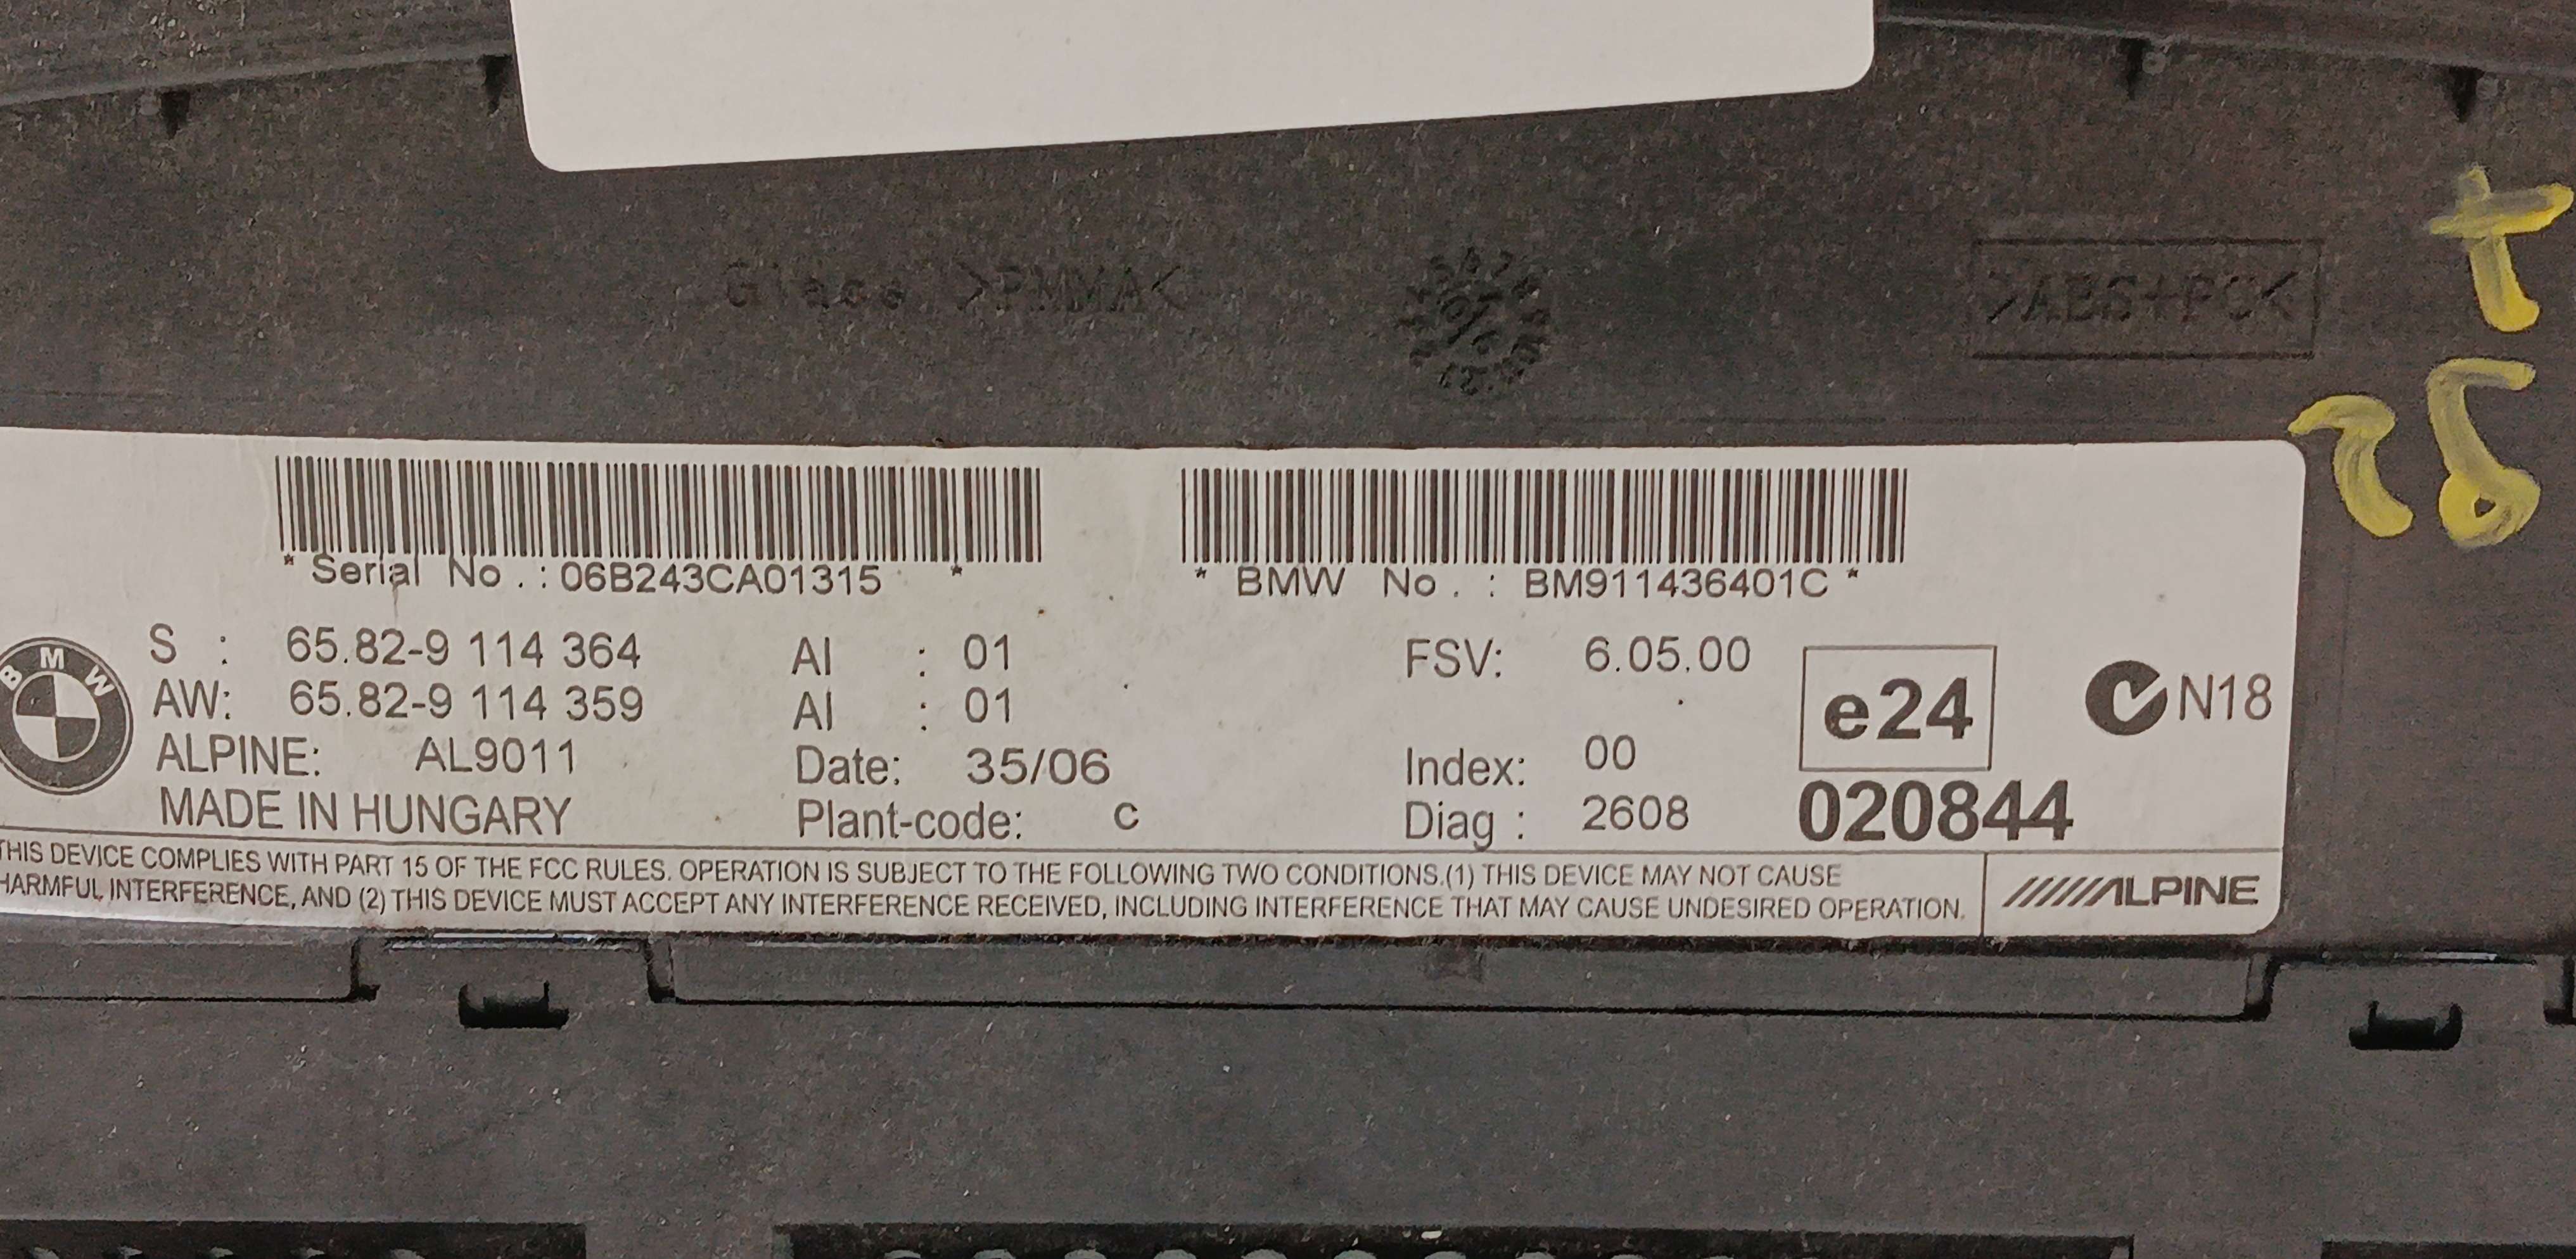 Glace >PMMA<
>ABS+PC<
* Serial No. : 06B243CA01315 *
* BMW No. : BM911436401C *
BMW
S : 65.82-9 114 364 AI : 01 FSV: 6.05.00
AW: 65.82-9 114 359 AI : 01
ALPINE: AL9011 Date: 35/06 Index: 00
MADE IN HUNGARY Plant-code: C Diag : 2608
e24
020844
N18
THIS DEVICE COMPLIES WITH PART 15 OF THE FCC RULES. OPERATION IS SUBJECT TO THE FOLLOWING TWO CONDITIONS.(1) THIS DEVICE MAY NOT CAUSE
HARMFUL INTERFERENCE, AND (2) THIS DEVICE MUST ACCEPT ANY INTERFERENCE RECEIVED, INCLUDING INTERFERENCE THAT MAY CAUSE UNDESIRED OPERATION.
ALPINE